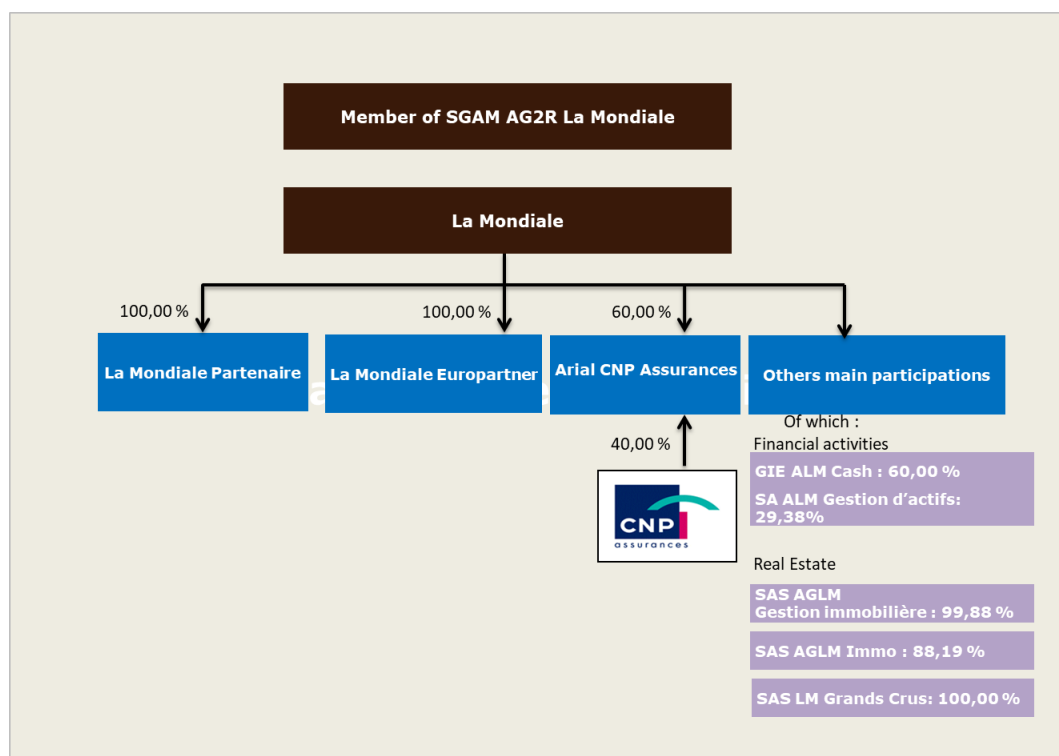 Member of SGAM AG2R La Mondiale
La Mondiale
100,00 %
100,00 %
60,00 %
La Mondiale Partenaire
La Mondiale Europartner
Arial CNP Assurances
Others main participations
40,00 %
CNP
assurances
Of which :
Financial activities
GIE ALM Cash : 60,00 %
SA ALM Gestion d’actifs:
29,38%
Real Estate
SAS AGLM
Gestion immobilière : 99,88 %
SAS AGLM Immo : 88,19 %
SAS LM Grands Crus: 100,00 %